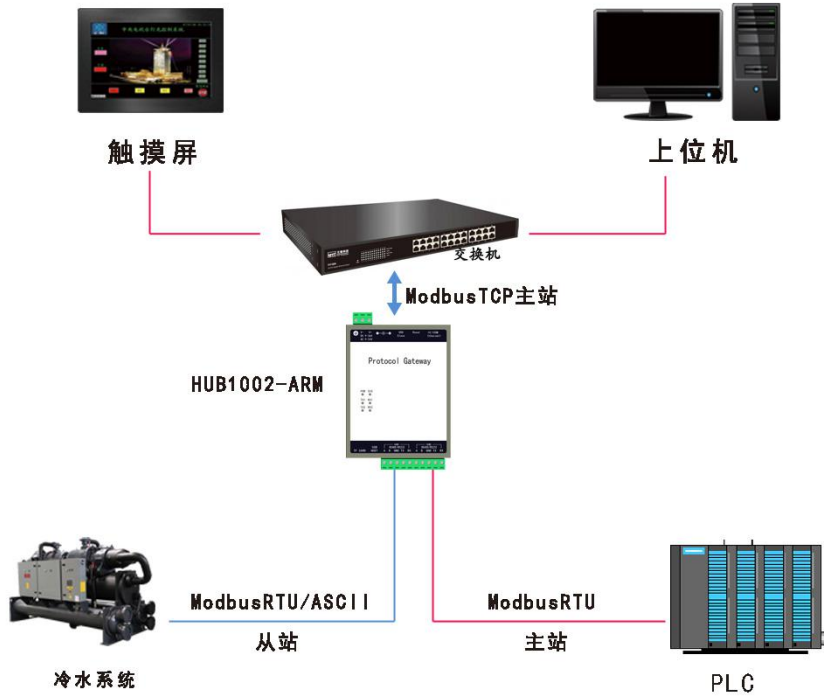 触摸屏
上位机
交换机
ModbusTCP主站
Protocol Gateway
HUB1002-ARM
ModbusRTU/ASCII
从站
ModbusRTU
主站
冷水系统
PLC